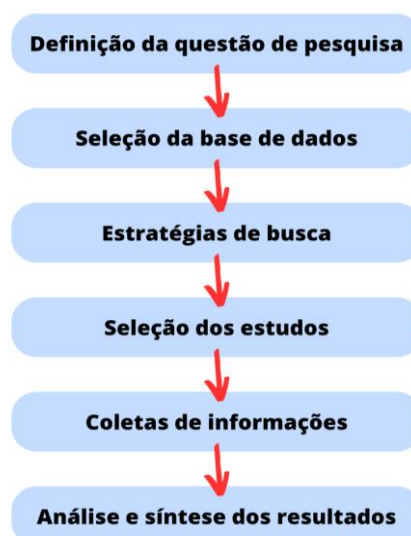 Definição da questão de pesquisa
Seleção da base de dados
Estratégias de busca
Seleção dos estudos
Coletas de informações
Análise e síntese dos resultados